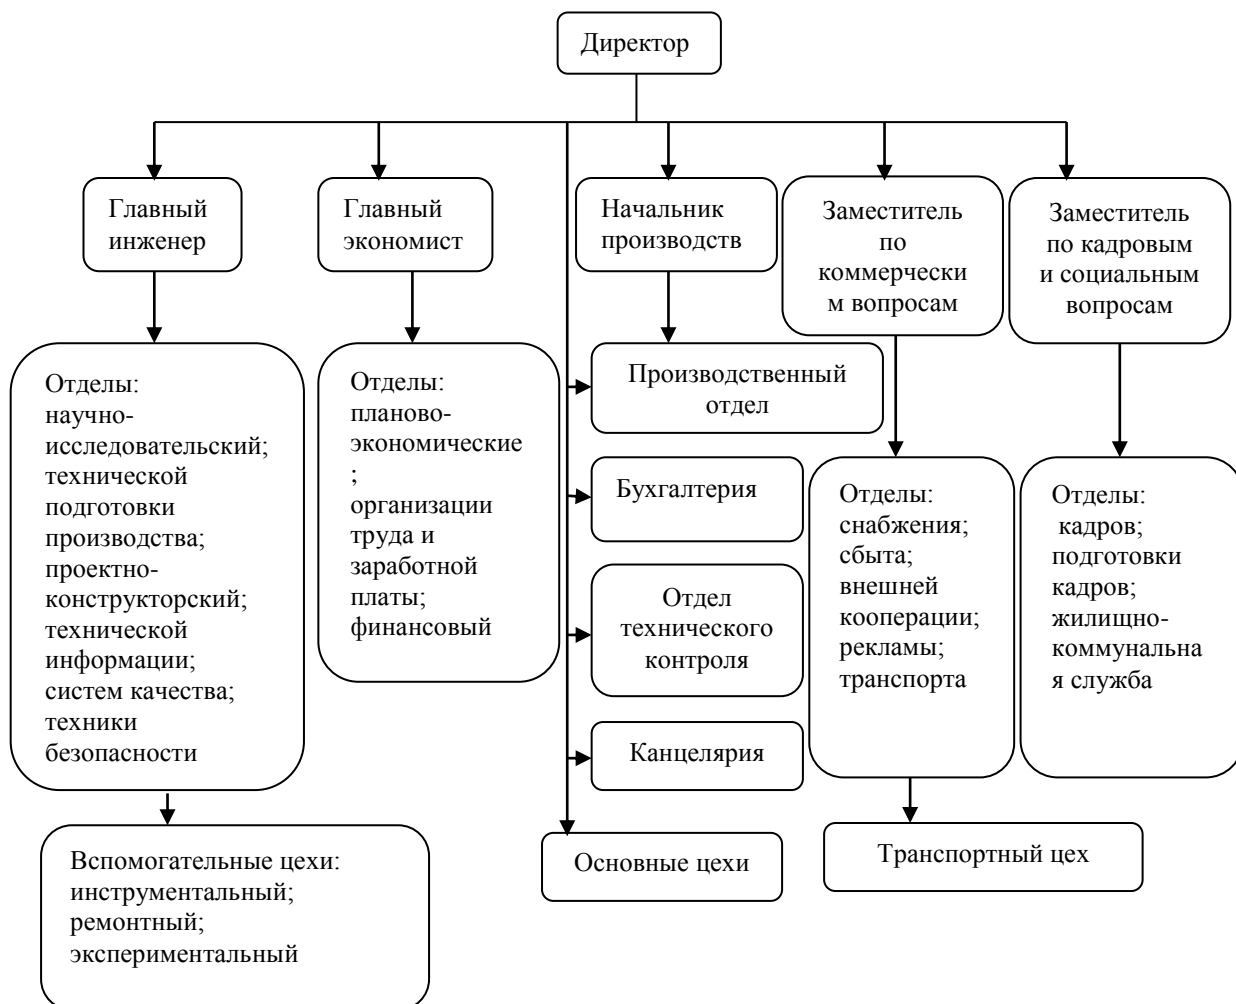 Директор
Главный
инженер
Главный
экономист
Начальник
производств
Заместитель
по
коммерчески
м вопросам
Заместитель
по кадровым
и социальным
вопросам
Отделы:
научно-
исследовательский;
технической
подготовки
производства;
проектно-
конструкторский;
технической
информации;
систем качества;
техники
безопасности
Отделы:
планово-
экономические
;
организации
труда и
заработной
платы;
финансовый
Производственный
отдел
Бухгалтерия
Отдел
технического
контроля
Канцелярия
Отделы:
снабжения;
сбыта;
внешней
кооперации;
рекламы;
транспорта
Отделы:
кадров;
подготовки
кадров;
жилищно-
коммунальна
я служба
Вспомогательные цехи:
инструментальный;
ремонтный;
экспериментальный
Основные цехи
Транспортный цех